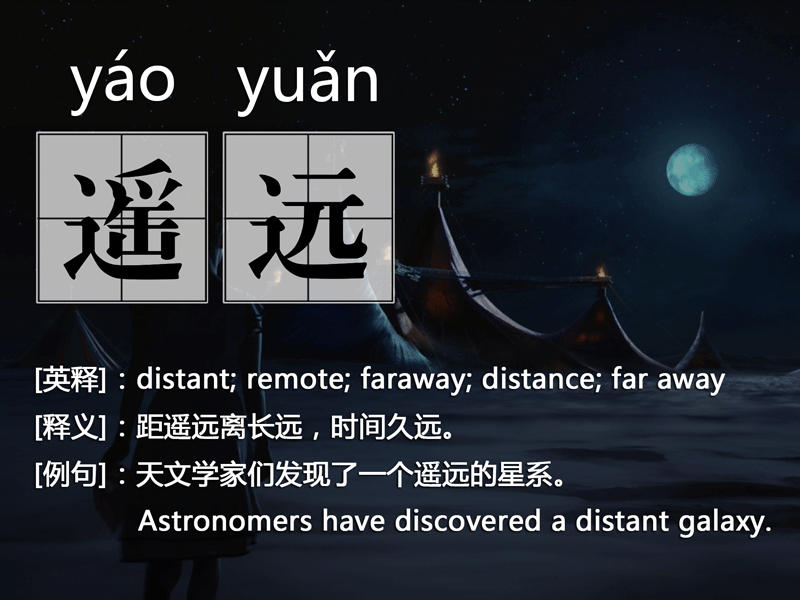 yáo yuǎn
遥远
[英释]：distant; remote; faraway; distance; far away
[释义]：距遥远离长远，时间久远。
[例句]：天文学家们发现了一个遥远的星系。
Astronomers have discovered a distant galaxy.